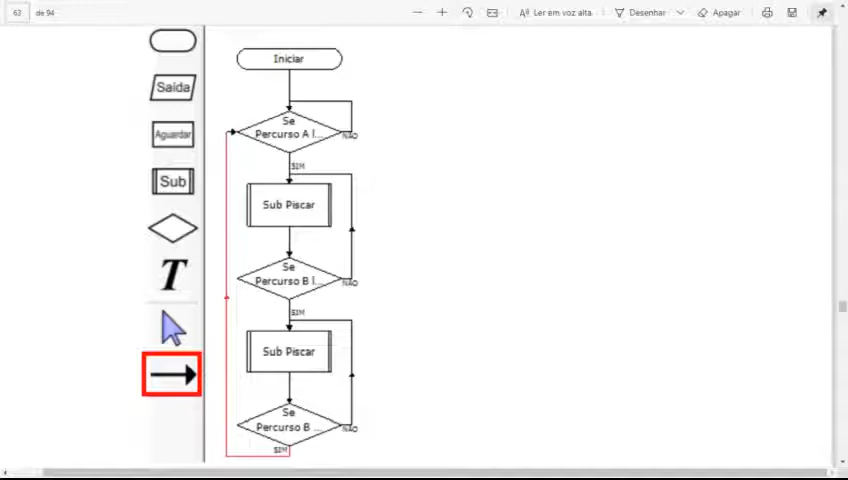 63 de 94 Ler em voz alta Desenhar Apagar
Saída
Aguardar
Sub
T
Iniciar
Se
Percurso A l...
NÃO
SIM
Sub Piscar
Se
Percurso B l...
NÃO
SIM
Sub Piscar
Se
Percurso B ...
NÃO
SIM